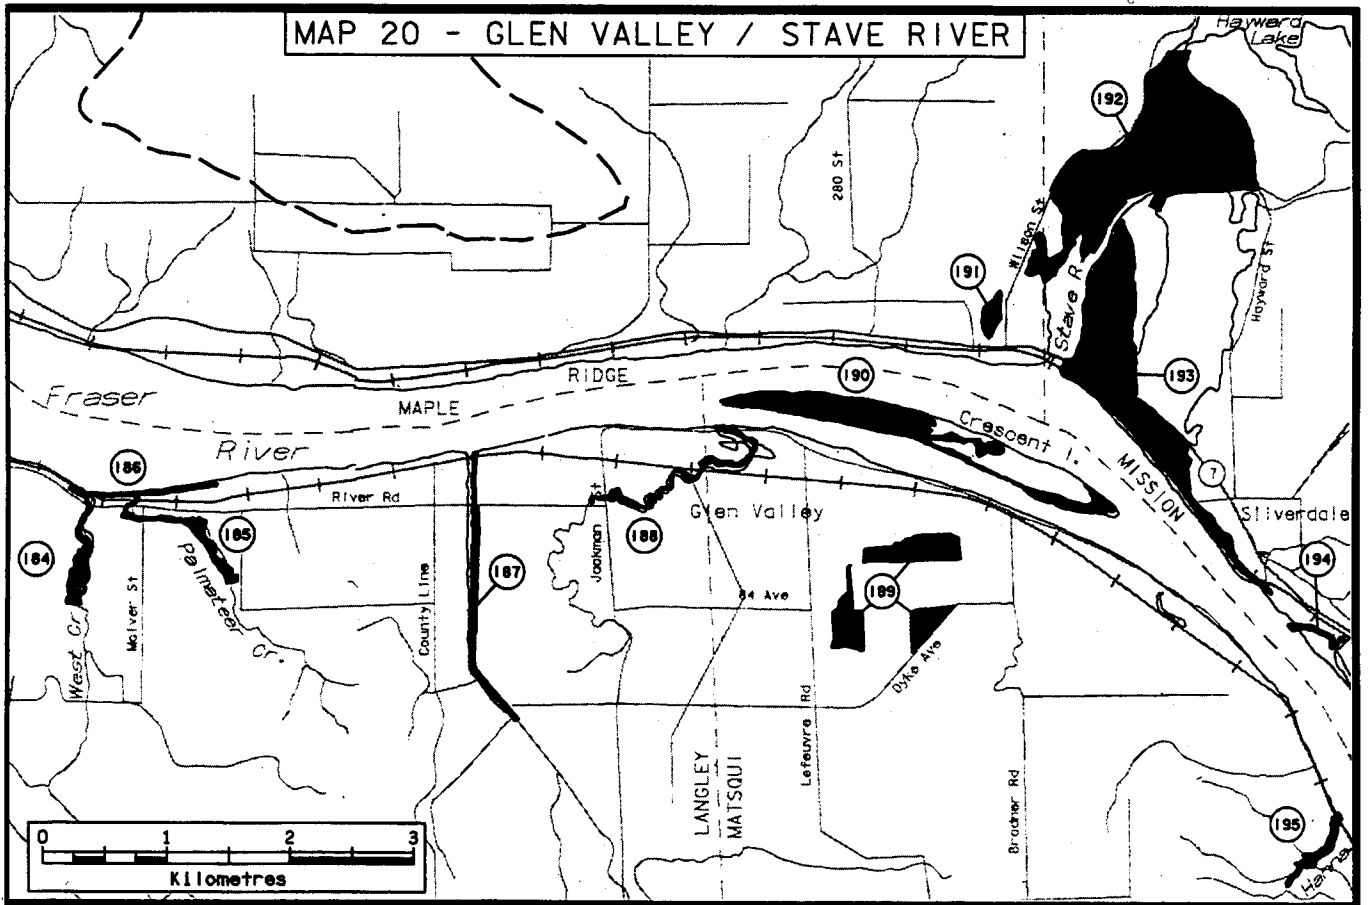 MAP 20 - GLEN VALLEY / STAVE RIVER
Hayward
Lake
192
280 St
Wilson St
191
Hayward St
Stave R.
193
190
RIDGE
MAPLE
Fraser
River
Crescent I.
MISSION
7
Silverdale
186
River Rd
185
184
Palmateer Cr.
McIver St
West Cr.
County Line
187
Jackman St
188
Glen Valley
84 Ave
189
Dyke Ave
194
Lefeuvre Rd
LANGLEY
MATSQUI
Bradner Rd
195
Hanna
0 1 2 3
Kilometres